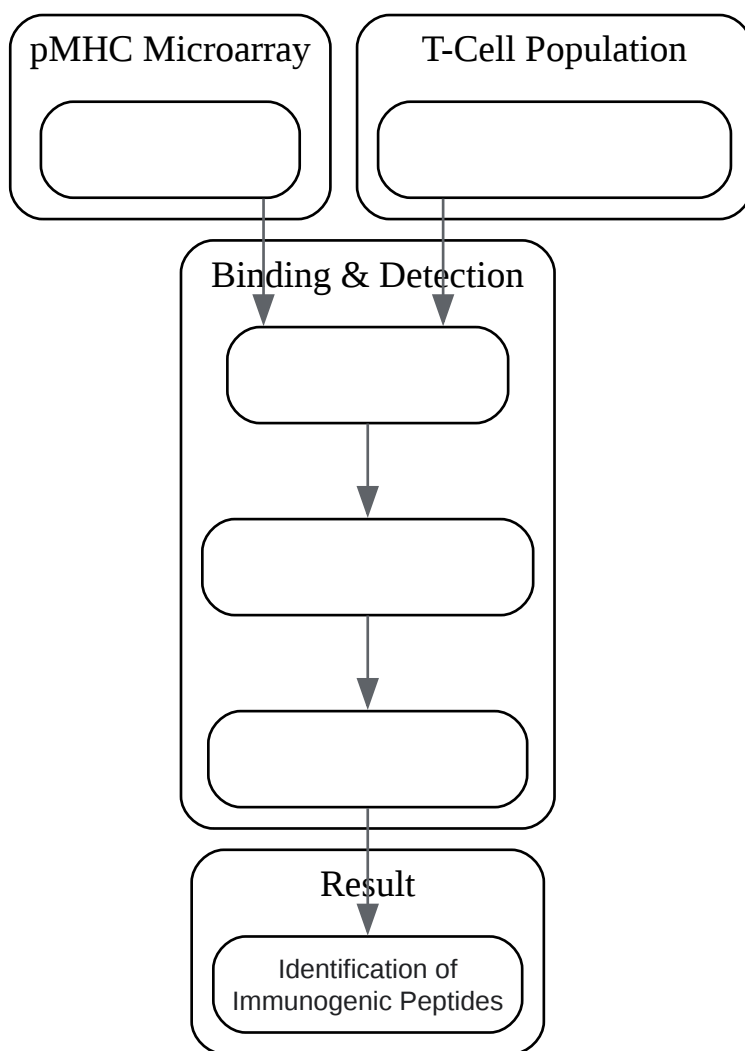 pMHC Microarray
T-Cell Population
Binding & Detection
Result
Identification of
Immunogenic Peptides